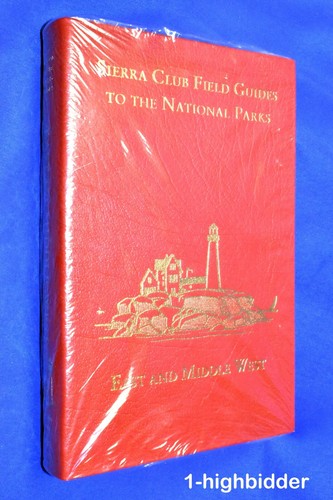 Sierra Club Field Guides
to the National Parks
East and Middle West
1-highbidder